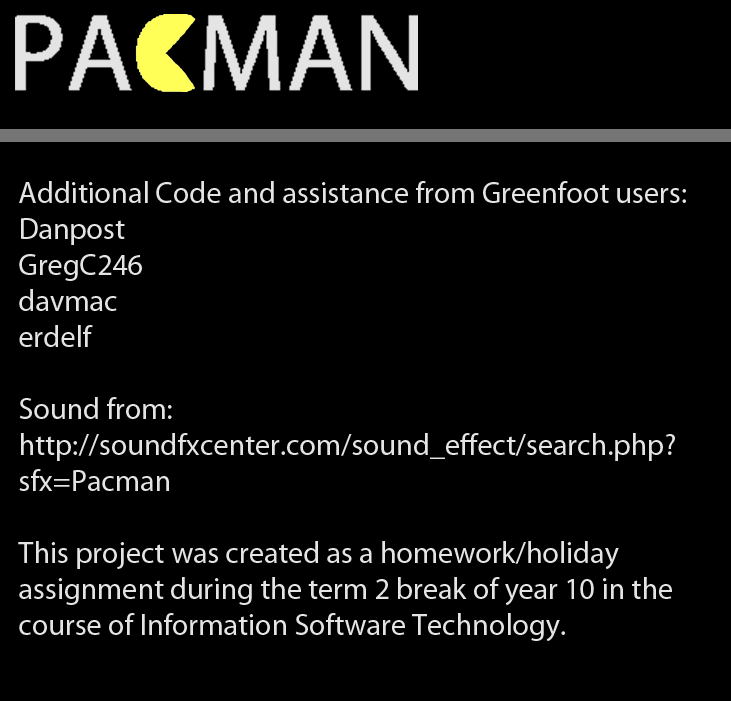 PACMAN
Additional Code and assistance from Greenfoot users:
Danpost
GregC246
davmac
erdelf
Sound from:
http://soundfxcenter.com/sound_effect/search.php?
sfx=Pacman
This project was created as a homework/holiday
assignment during the term 2 break of year 10 in the
course of Information Software Technology.